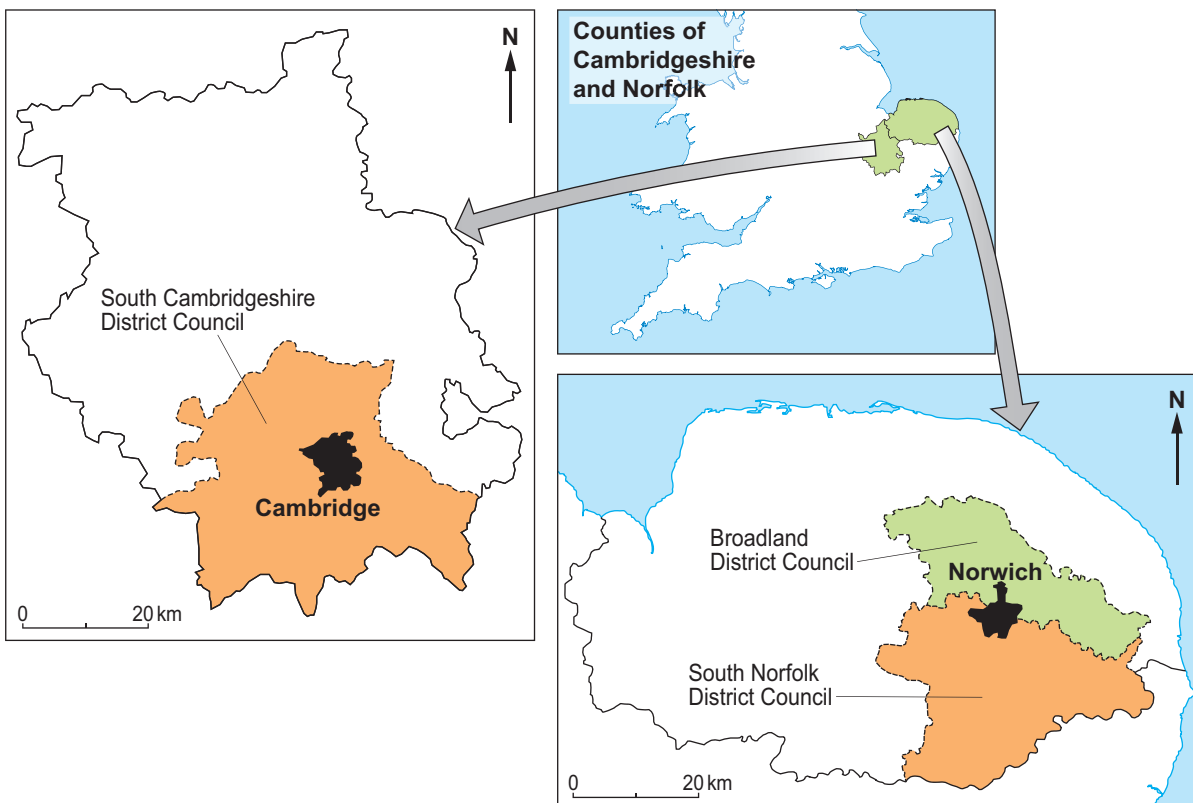 N
South Cambridgeshire
District Council
Cambridge
0 20 km
Counties of
Cambridgeshire
and Norfolk
N
Broadland
District Council
Norwich
South Norfolk
District Council
0 20 km